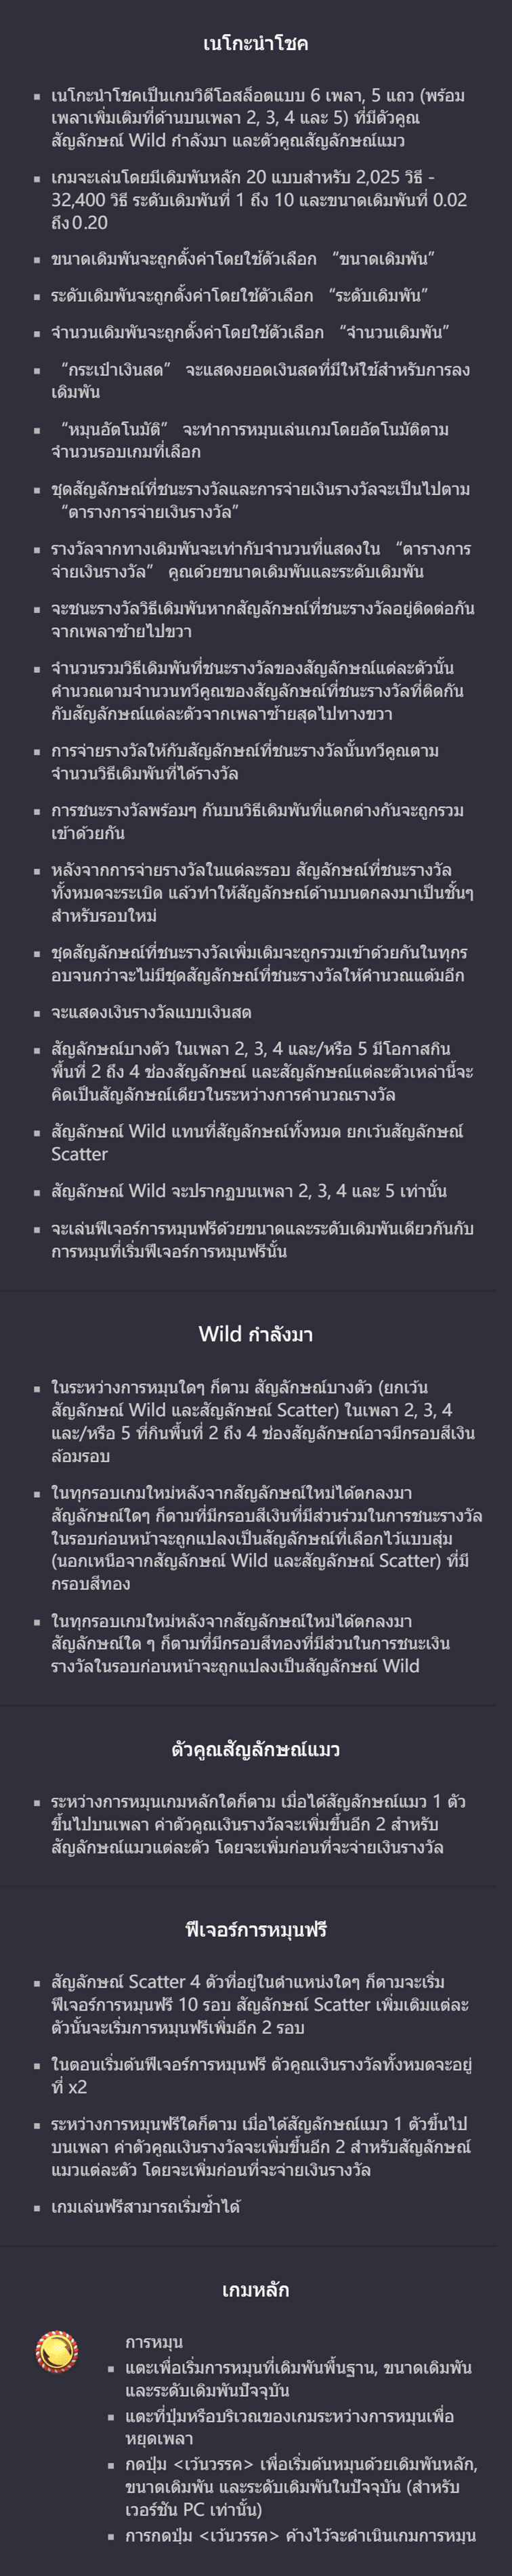 เนโกะนำโชค
เนโกะนำโชคเป็นเกมวิดีโอสล็อตแบบ 6 เพลา, 5 แถว (พร้อม
เพลาเพิ่มเติมที่ด้านบนเพลา 2, 3, 4 และ 5) ที่มีตัวคูณ
สัญลักษณ์ Wild กำลังมา และตัวคูณสัญลักษณ์แมว
เกมจะเล่นโดยมีเดิมพันหลัก 20 แบบสำหรับ 2,025 วิธี -
32,400 วิธี ระดับเดิมพันที่ 1 ถึง 10 และขนาดเดิมพันที่ 0.02
ถึง 0.20
ขนาดเดิมพันจะถูกตั้งค่าโดยใช้ตัวเลือก “ขนาดเดิมพัน”
ระดับเดิมพันจะถูกตั้งค่าโดยใช้ตัวเลือก “ระดับเดิมพัน”
จำนวนเดิมพันจะถูกตั้งค่าโดยใช้ตัวเลือก “จำนวนเดิมพัน”
“กระเป๋าเงินสด” จะแสดงยอดเงินสดที่มีให้ใช้สำหรับการลง
เดิมพัน
“หมุนอัตโนมัติ” จะทำการหมุนเล่นเกมโดยอัตโนมัติตาม
จำนวนรอบเกมที่เลือก
ชุดสัญลักษณ์ที่ชนะรางวัลและการจ่ายเงินรางวัลจะเป็นไปตาม
“ตารางการจ่ายเงินรางวัล”
รางวัลจากทางเดิมพันจะเท่ากับจำนวนที่แสดงใน “ตารางการ
จ่ายเงินรางวัล” คูณด้วยขนาดเดิมพันและระดับเดิมพัน
จะชนะรางวัลวิธีเดิมพันหากสัญลักษณ์ที่ชนะรางวัลอยู่ติดต่อกัน
จากเพลาซ้ายไปขวา
จำนวนรวมวิธีเดิมพันที่ชนะรางวัลของสัญลักษณ์แต่ละตัวนั้น
คำนวณตามจำนวนทวีคูณของสัญลักษณ์ที่ชนะรางวัลที่ติดกัน
กับสัญลักษณ์แต่ละตัวจากเพลาซ้ายสุดไปทางขวา
การจ่ายรางวัลให้กับสัญลักษณ์ที่ชนะรางวัลนั้นทวีคูณตาม
จำนวนวิธีเดิมพันที่ได้รางวัล
การชนะรางวัลพร้อมๆ กันบนวิธีเดิมพันที่แตกต่างกันจะถูกรวม
เข้าด้วยกัน
หลังจากการจ่ายรางวัลในแต่ละรอบ สัญลักษณ์ที่ชนะรางวัล
ทั้งหมดจะระเบิด แล้วทำให้สัญลักษณ์ด้านบนตกลงมาเป็นชั้นๆ
สำหรับรอบใหม่
ชุดสัญลักษณ์ที่ชนะรางวัลเพิ่มเติมจะถูกรวมเข้าด้วยกันในทุกร
อบจนกว่าจะไม่มีชุดสัญลักษณ์ที่ชนะรางวัลให้คำนวณแต้มอีก
จะแสดงเงินรางวัลแบบเงินสด
สัญลักษณ์บางตัว ในเพลา 2, 3, 4 และ/หรือ 5 มีโอกาสกิน
พื้นที่ 2 ถึง 4 ช่องสัญลักษณ์ และสัญลักษณ์แต่ละตัวเหล่านี้จะ
คิดเป็นสัญลักษณ์เดียวในระหว่างการคำนวณรางวัล
สัญลักษณ์ Wild แทนที่สัญลักษณ์ทั้งหมด ยกเว้นสัญลักษณ์
Scatter
สัญลักษณ์ Wild จะปรากฏบนเพลา 2, 3, 4 และ 5 เท่านั้น
จะเล่นฟีเจอร์การหมุนฟรีด้วยขนาดและระดับเดิมพันเดียวกันกับ
การหมุนที่เริ่มฟีเจอร์การหมุนฟรีนั้น
Wild กำลังมา
ในระหว่างการหมุนใดๆ ก็ตาม สัญลักษณ์บางตัว (ยกเว้น
สัญลักษณ์ Wild และสัญลักษณ์ Scatter) ในเพลา 2, 3, 4
และ/หรือ 5 ที่กินพื้นที่ 2 ถึง 4 ช่องสัญลักษณ์อาจมีกรอบสีเงิน
ล้อมรอบ
ในทุกรอบเกมใหม่หลังจากสัญลักษณ์ใหม่ได้ตกลงมา
สัญลักษณ์ใดๆ ก็ตามที่มีกรอบสีเงินที่มีส่วนร่วมในการชนะรางวัล
ในรอบก่อนหน้าจะถูกแปลงเป็นสัญลักษณ์ที่เลือกไว้แบบสุ่ม
(นอกเหนือจากสัญลักษณ์ Wild และสัญลักษณ์ Scatter) ที่มี
กรอบสีทอง
ในทุกรอบเกมใหม่หลังจากสัญลักษณ์ใหม่ได้ตกลงมา
สัญลักษณ์ใด ๆ ก็ตามที่มีกรอบสีทองที่มีส่วนในการชนะเงิน
รางวัลในรอบก่อนหน้าจะถูกแปลงเป็นสัญลักษณ์ Wild
ตัวคูณสัญลักษณ์แมว
ระหว่างการหมุนเกมหลักใดก็ตาม เมื่อได้สัญลักษณ์แมว 1 ตัว
ขึ้นไปบนเพลา ค่าตัวคูณเงินรางวัลจะเพิ่มขึ้นอีก 2 สำหรับ
สัญลักษณ์แมวแต่ละตัว โดยจะเพิ่มก่อนที่จะจ่ายเงินรางวัล
ฟีเจอร์การหมุนฟรี
สัญลักษณ์ Scatter 4 ตัวที่อยู่ในตำแหน่งใดๆ ก็ตามจะเริ่ม
ฟีเจอร์การหมุนฟรี 10 รอบ สัญลักษณ์ Scatter เพิ่มเติมแต่ละ
ตัวนั้นจะเริ่มการหมุนฟรีเพิ่มอีก 2 รอบ
ในตอนเริ่มต้นฟีเจอร์การหมุนฟรี ตัวคูณเงินรางวัลทั้งหมดจะอยู่
ที่ x2
ระหว่างการหมุนฟรีใดก็ตาม เมื่อได้สัญลักษณ์แมว 1 ตัวขึ้นไป
บนเพลา ค่าตัวคูณเงินรางวัลจะเพิ่มขึ้นอีก 2 สำหรับสัญลักษณ์
แมวแต่ละตัว โดยจะเพิ่มก่อนที่จะจ่ายเงินรางวัล
เกมเล่นฟรีสามารถเริ่มซ้ำได้
เกมหลัก
การหมุน
แตะเพื่อเริ่มการหมุนที่เดิมพันพื้นฐาน, ขนาดเดิมพัน
และระดับเดิมพันปัจจุบัน
แตะที่ปุ่มหรือบริเวณของเกมระหว่างการหมุนเพื่อ
หยุดเพลา
กดปุ่ม <เว้นวรรค> เพื่อเริ่มต้นหมุนด้วยเดิมพันหลัก,
ขนาดเดิมพัน และระดับเดิมพันในปัจจุบัน (สำหรับ
เวอร์ชัน PC เท่านั้น)
การกดปุ่ม <เว้นวรรค> ค้างไว้จะดำเนินเกมการหมุน